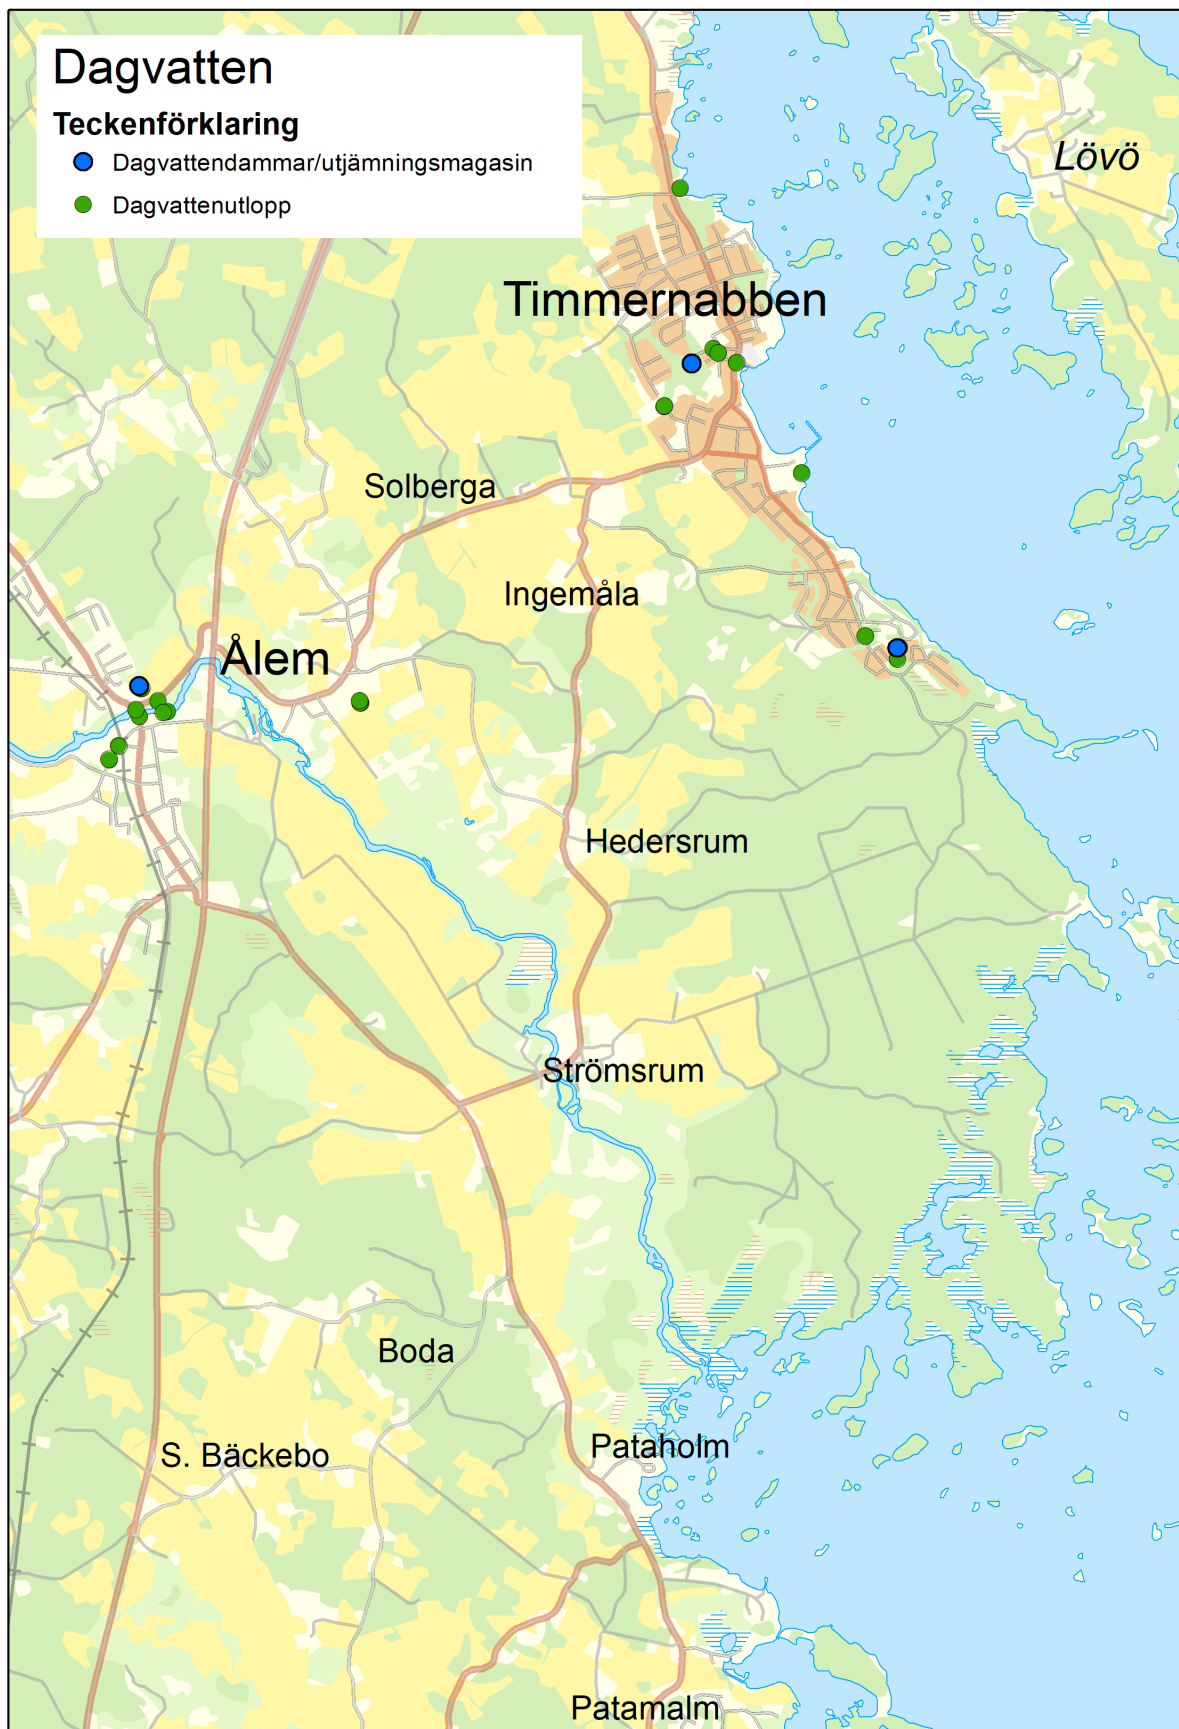 Dagvatten
Teckenförklaring
Dagvattendammar/utjämningsmagasin
Dagvattenutlopp
Lövö
Timmernabben
Solberga
Ingemåla
Ålem
Hedersrum
Strömsrum
Boda
Pataholm
S. Bäckebo
Patamalm